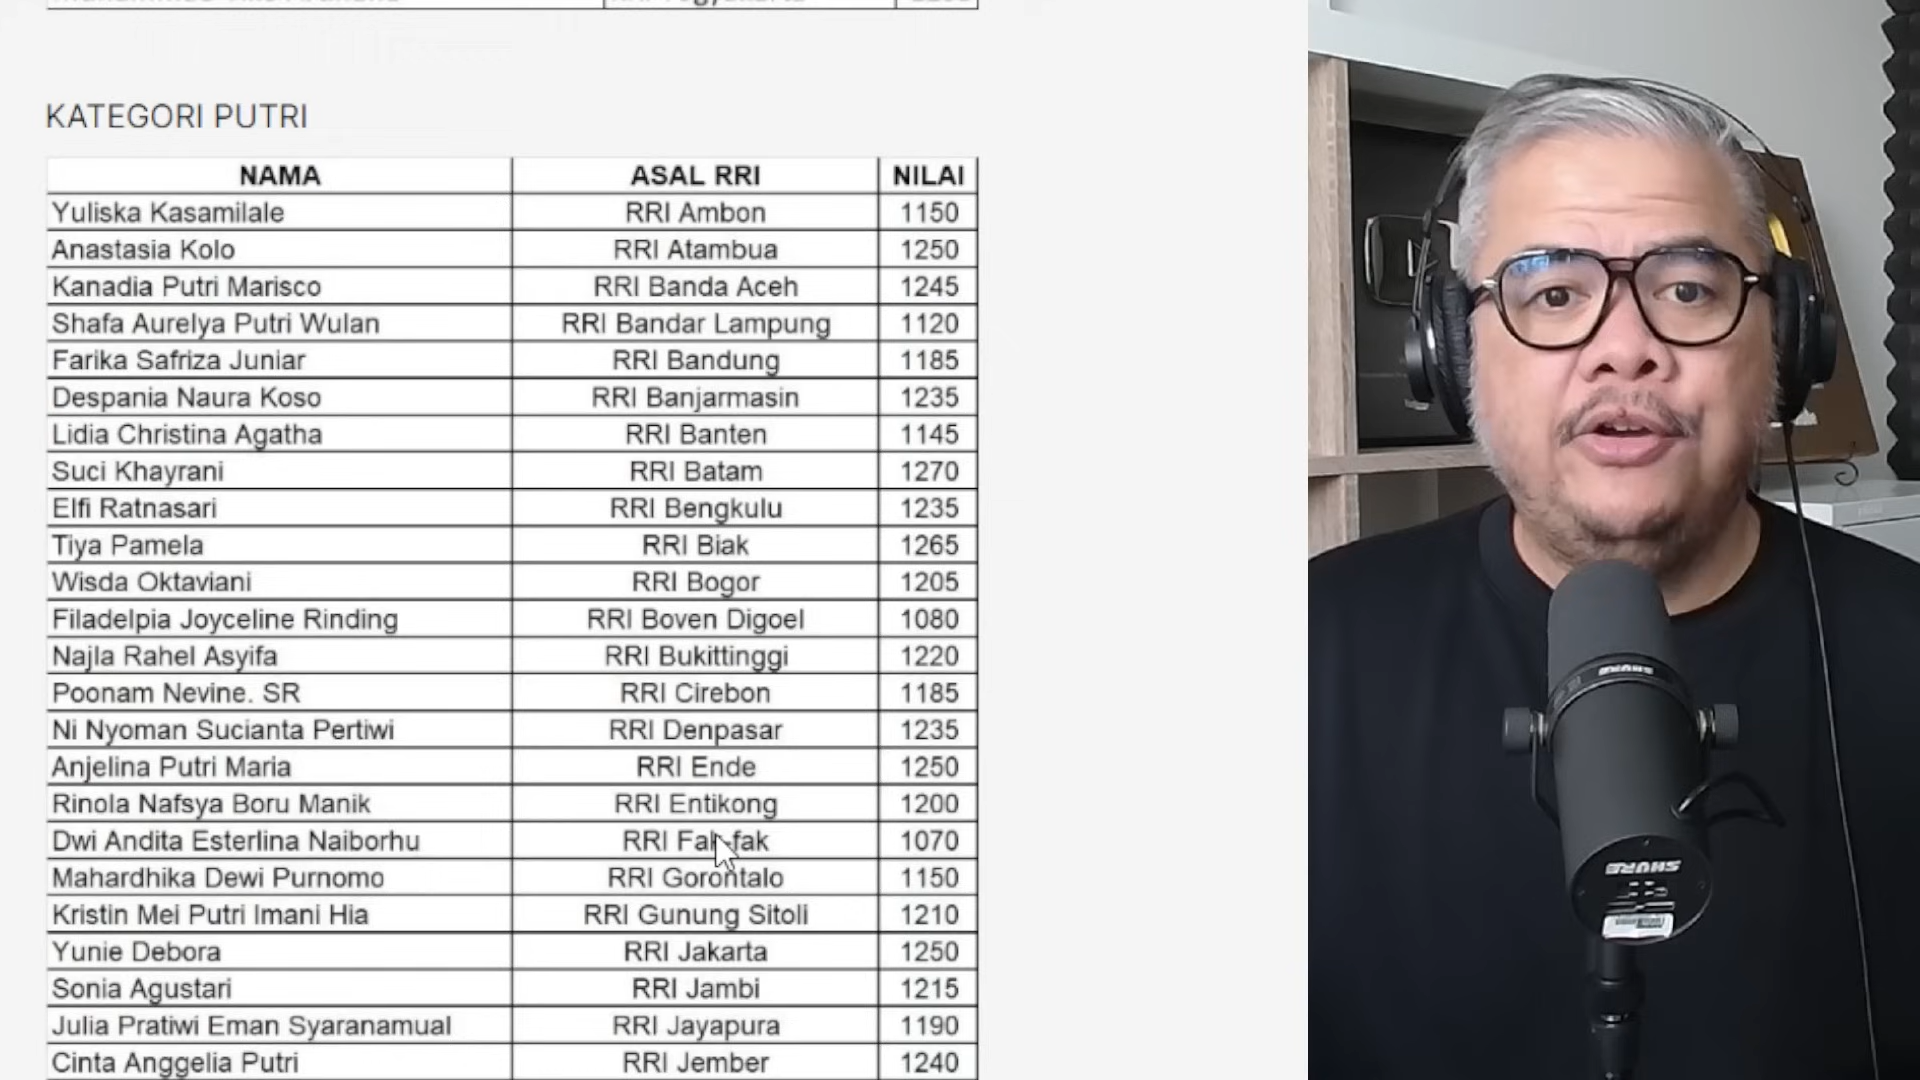 KATEGORI PUTRI
NAMA ASAL RRI NILAI
Yuliska Kasamilale RRI Ambon 1150
Anastasia Kolo RRI Atambua 1250
Kanadia Putri Marisco RRI Banda Aceh 1245
Shafa Aurelya Putri Wulan RRI Bandar Lampung 1120
Farika Safriza Juniar RRI Bandung 1185
Despania Naura Koso RRI Banjarmasin 1235
Lidia Christina Agatha RRI Banten 1145
Suci Khayrani RRI Batam 1270
Elfi Ratnasari RRI Bengkulu 1235
Tiya Pamela RRI Biak 1265
Wisda Oktaviani RRI Bogor 1205
Filadelpia Joyceline Rinding RRI Boven Digoel 1080
Najla Rahel Asyifa RRI Bukittinggi 1220
Poonam Nevine. SR RRI Cirebon 1185
Ni Nyoman Sucianta Pertiwi RRI Denpasar 1235
Anjelina Putri Maria RRI Ende 1250
Rinola Nafsya Boru Manik RRI Entikong 1200
Dwi Andita Esterlina Naiborhu RRI Fak-fak 1070
Mahardhika Dewi Purnomo RRI Gorontalo 1150
Kristin Mei Putri Imani Hia RRI Gunung Sitoli 1210
Yunie Debora RRI Jakarta 1250
Sonia Agustari RRI Jambi 1215
Julia Pratiwi Eman Syaranamual RRI Jayapura 1190
Cinta Anggelia Putri RRI Jember 1240
SHURE
SHURE